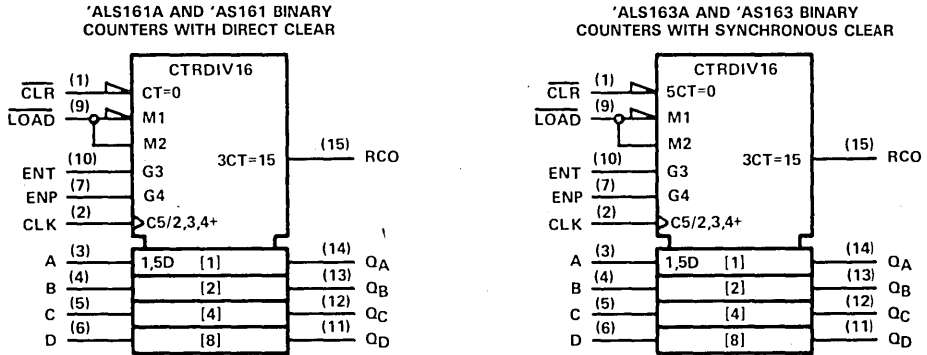 'ALS161A AND 'AS161 BINARY
COUNTERS WITH DIRECT CLEAR
CTRDIV16
CLR (1) CT=0
LOAD (9) M1
M2
3CT=15 (15) RCO
ENT (10) G3
ENP (7) G4
CLK (2) C5/2,3,4+
A (3) 1,5D [1] (14) QA
B (4) [2] (13) QB
C (5) [4] (12) QC
D (6) [8] (11) QD
'ALS163A AND 'AS163 BINARY
COUNTERS WITH SYNCHRONOUS CLEAR
CTRDIV16
CLR (1) 5CT=0
LOAD (9) M1
M2
3CT=15 (15) RCO
ENT (10) G3
ENP (7) G4
CLK (2) C5/2,3,4+
A (3) 1,5D [1] (14) QA
B (4) [2] (13) QB
C (5) [4] (12) QC
D (6) [8] (11) QD